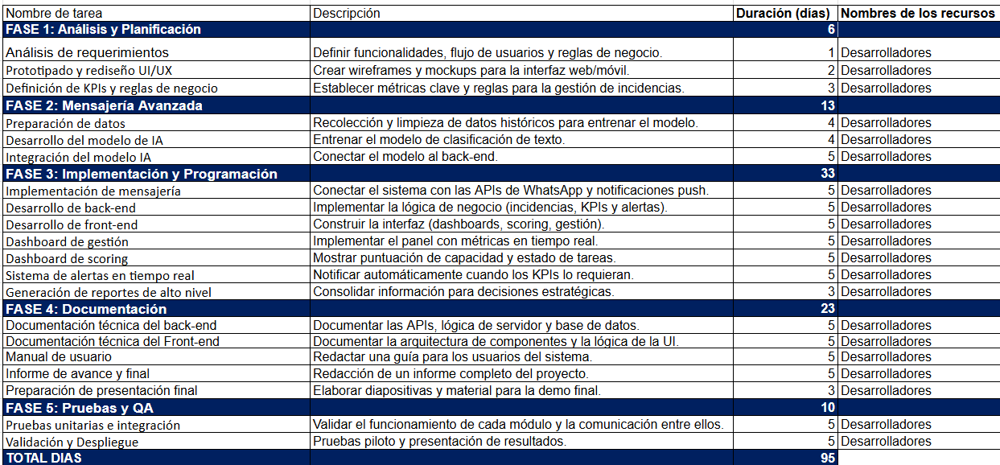 Nombre de tarea Descripción Duración (días) Nombres de los recursos
FASE 1: Análisis y Planificación 6
Análisis de requerimientos Definir funcionalidades, flujo de usuarios y reglas de negocio. 1 Desarrolladores
Prototipado y rediseño UI/UX Crear wireframes y mockups para la interfaz web/móvil. 2 Desarrolladores
Definición de KPIs y reglas de negocio Establecer métricas clave y reglas para la gestión de incidencias. 3 Desarrolladores
FASE 2: Mensajería Avanzada 13
Preparación de datos Recolección y limpieza de datos históricos para entrenar el modelo. 4 Desarrolladores
Desarrollo del modelo de IA Entrenar el modelo de clasificación de texto. 4 Desarrolladores
Integración del modelo IA Conectar el modelo al back-end. 5 Desarrolladores
FASE 3: Implementación y Programación 33
Implementación de mensajería Conectar el sistema con las APIs de WhatsApp y notificaciones push. 5 Desarrolladores
Desarrollo de back-end Implementar la lógica de negocio (incidencias, KPIs y alertas). 5 Desarrolladores
Desarrollo de front-end Construir la interfaz (dashboards, scoring, gestión). 5 Desarrolladores
Dashboard de gestión Implementar el panel con métricas en tiempo real. 5 Desarrolladores
Dashboard de scoring Mostrar puntuación de capacidad y estado de tareas. 5 Desarrolladores
Sistema de alertas en tiempo real Notificar automáticamente cuando los KPIs lo requieran. 5 Desarrolladores
Generación de reportes de alto nivel Consolidar información para decisiones estratégicas. 3 Desarrolladores
FASE 4: Documentación 23
Documentación técnica del back-end Documentar las APIs, lógica de servidor y base de datos. 5 Desarrolladores
Documentación técnica del Front-end Documentar la arquitectura de componentes y la lógica de la UI. 5 Desarrolladores
Manual de usuario Redactar una guía para los usuarios del sistema. 5 Desarrolladores
Informe de avance y final Redacción de un informe completo del proyecto. 5 Desarrolladores
Preparación de presentación final Elaborar diapositivas y material para la demo final. 3 Desarrolladores
FASE 5: Pruebas y QA 10
Pruebas unitarias e integración Validar el funcionamiento de cada módulo y la comunicación entre ellos. 5 Desarrolladores
Validación y Despliegue Pruebas piloto y presentación de resultados. 5 Desarrolladores
TOTAL DIAS 95